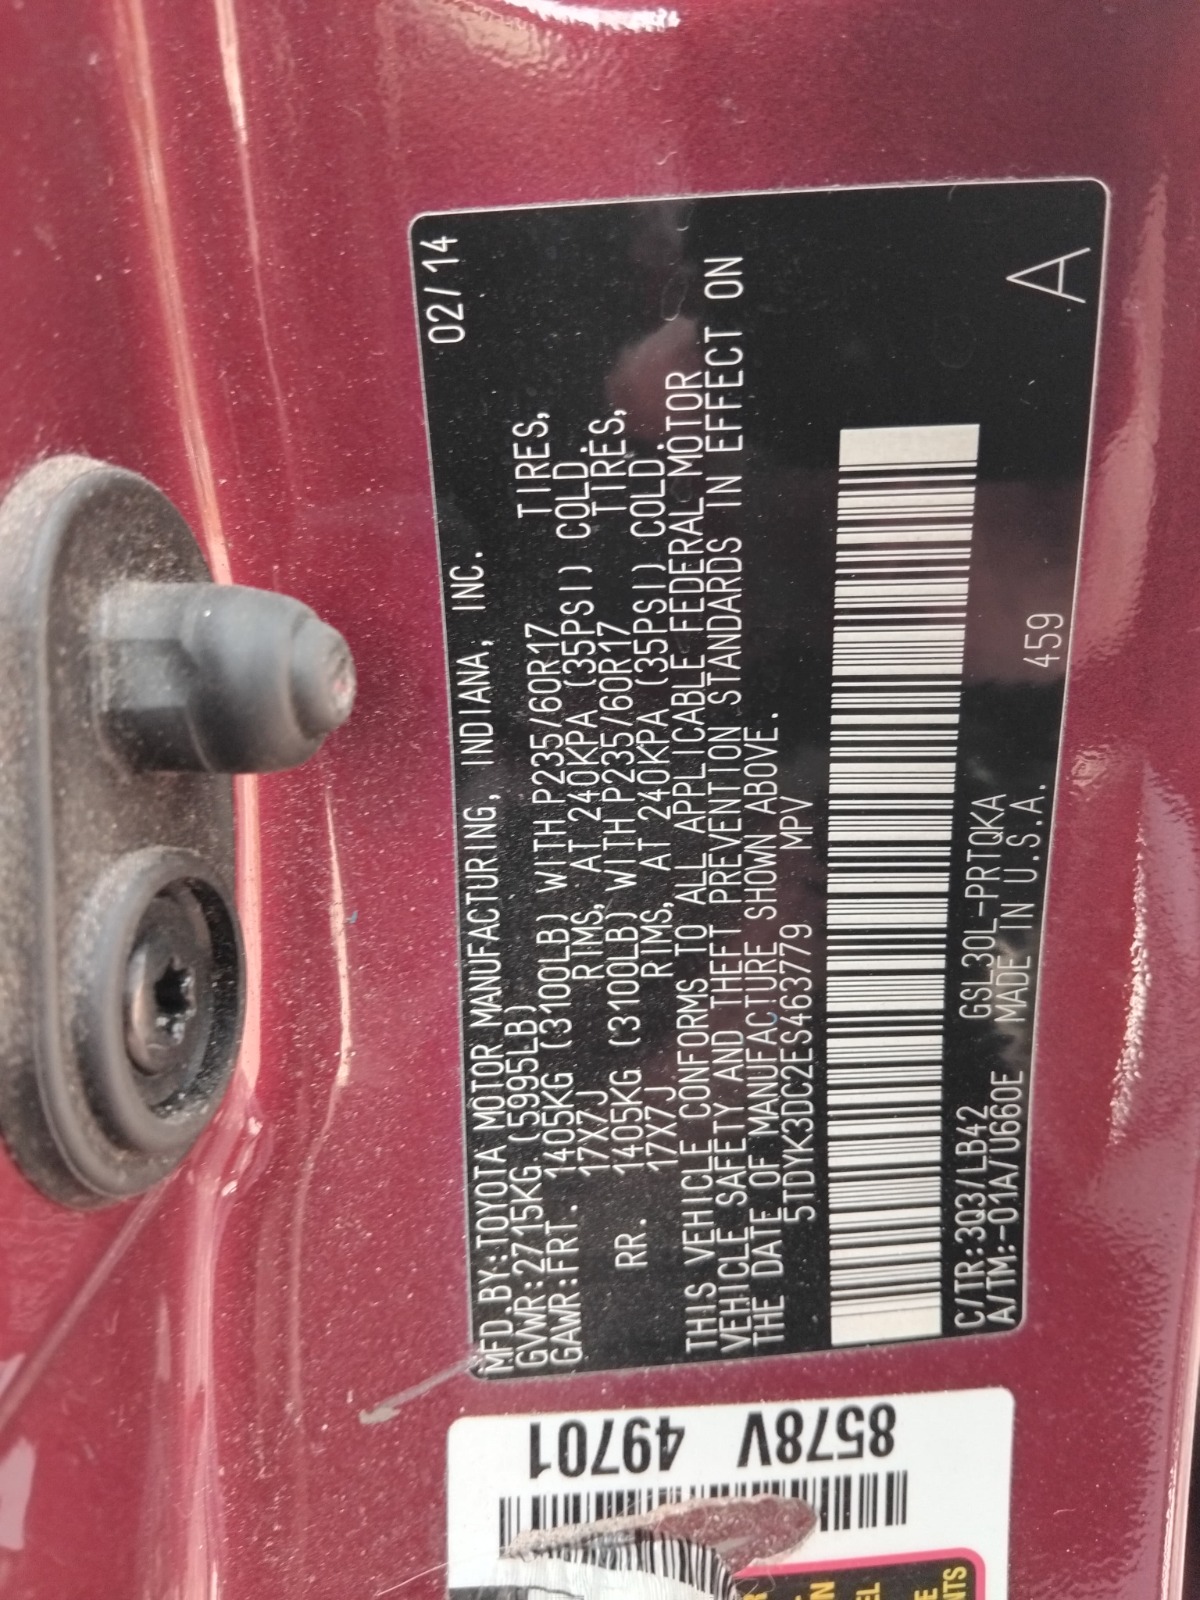 MFD.BY:TOYOTA MOTOR MANUFACTURING, INDIANA, INC. 02/14
GVWR:2715KG (5995LB)
GAWR:FRT. 1405KG (3100LB) WITH P235/60R17 TIRES,
17X7J RIMS, AT 240KPA (35PSI) COLD.
RR. 1405KG (3100LB) WITH P235/60R17 TIRES,
17X7J RIMS, AT 240KPA (35PSI) COLD.
THIS VEHICLE CONFORMS TO ALL APPLICABLE FEDERAL MOTOR
VEHICLE SAFETY AND THEFT PREVENTION STANDARDS IN EFFECT ON
THE DATE OF MANUFACTURE SHOWN ABOVE.
5TDYK3DC2ES463779 MPV
C/TR:3Q3/LB42 GSL30L-PRTQKA
A/TM:-01A/U660E MADE IN U.S.A. 459
A
8578V 49701